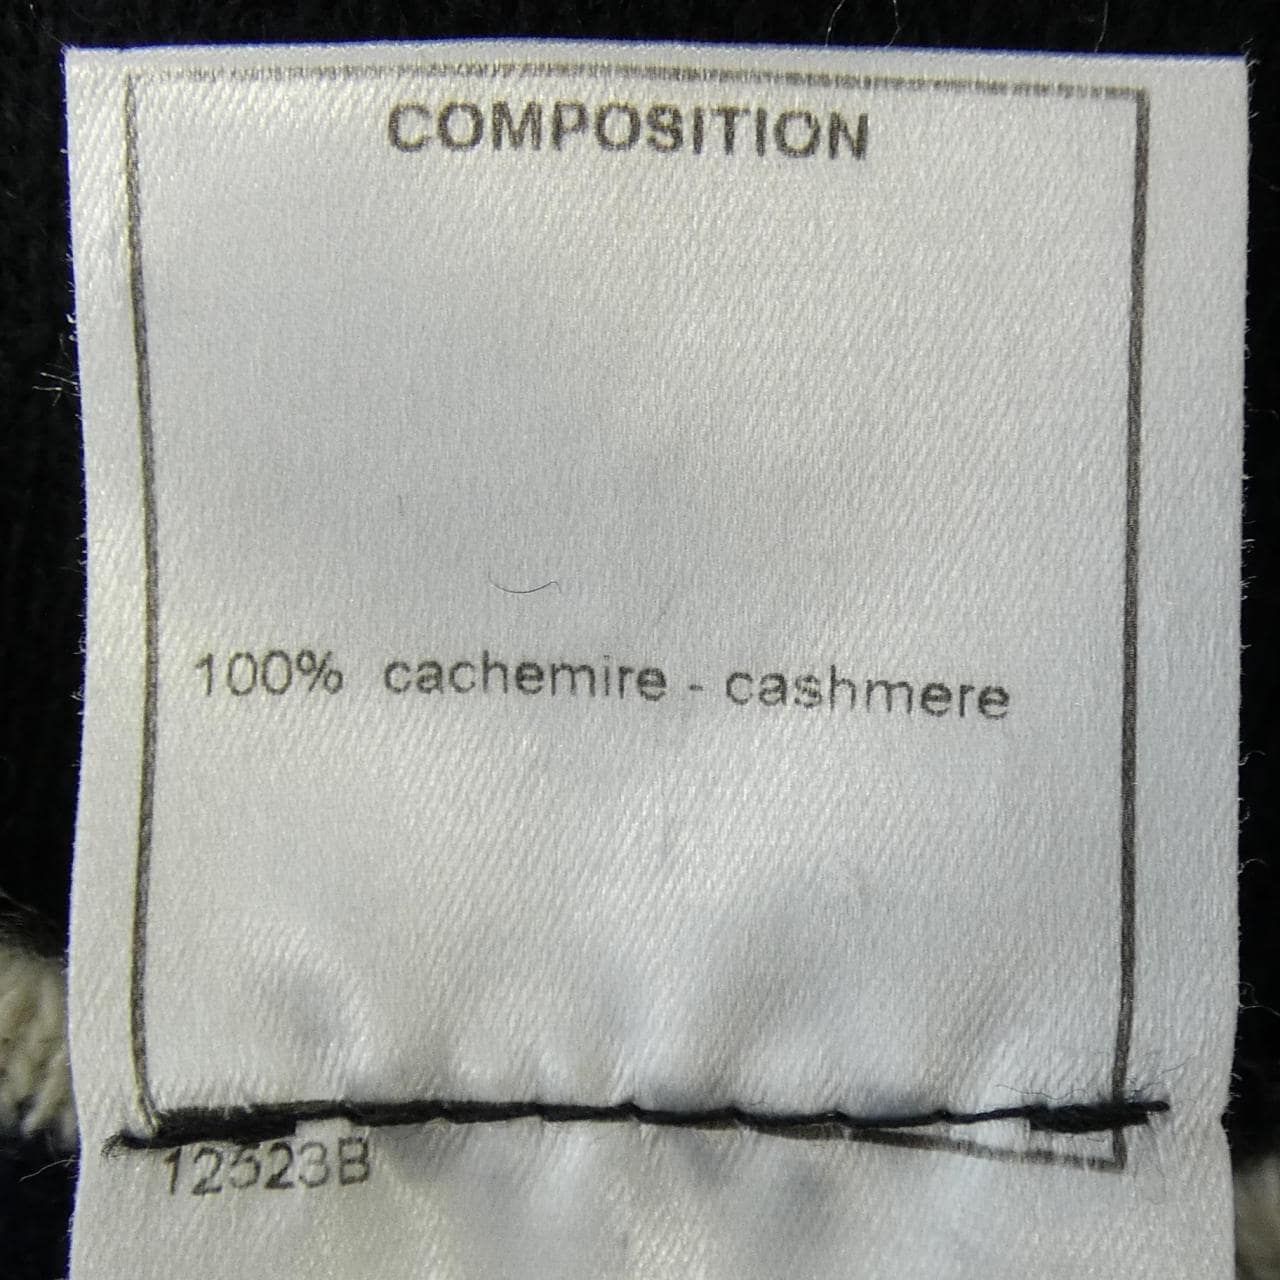 COMPOSITION
100% cachemire - cashmere
12523B